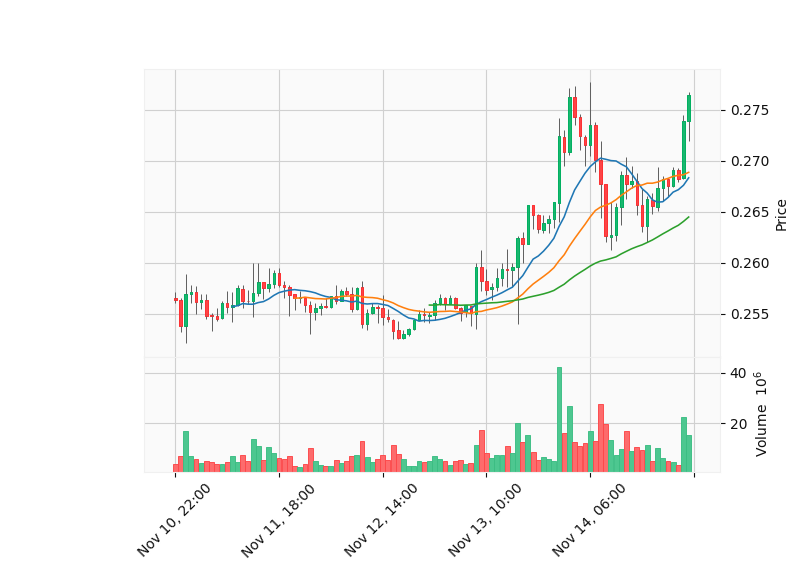 0.275
0.270
0.265
0.260
0.255
Price
40
20
Volume 10^6
Nov 10, 22:00
Nov 11, 18:00
Nov 12, 14:00
Nov 13, 10:00
Nov 14, 06:00